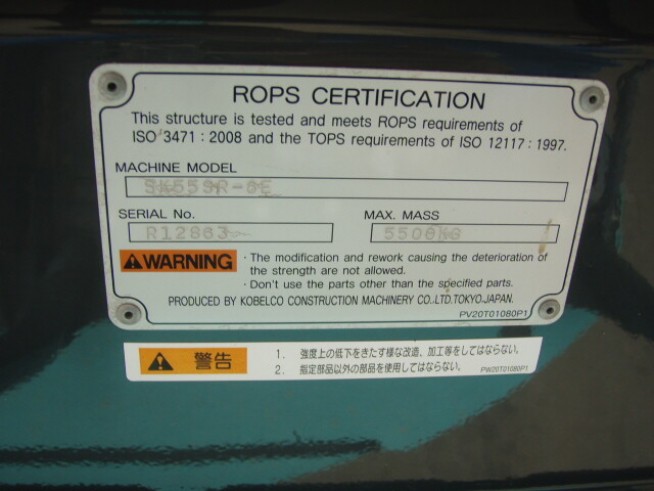 ROPS CERTIFICATION
This structure is tested and meets ROPS requirements of
ISO 3471 : 2008 and the TOPS requirements of ISO 12117 : 1997.
MACHINE MODEL
SK55SR-6E
SERIAL No.
MAX. MASS
R12863
5500KG
WARNING
· The modification and rework causing the deterioration of
the strength are not allowed.
· Don't use the parts other than the specified parts.
PRODUCED BY KOBELCO CONSTRUCTION MACHINERY CO.,LTD.TOKYO.JAPAN.
PV20T01080P1
警告
1. 強度上の低下をきたす様な改造、加工等をしてはならない。
2. 指定部品以外の部品を使用してはならない。
PW20T01080P1